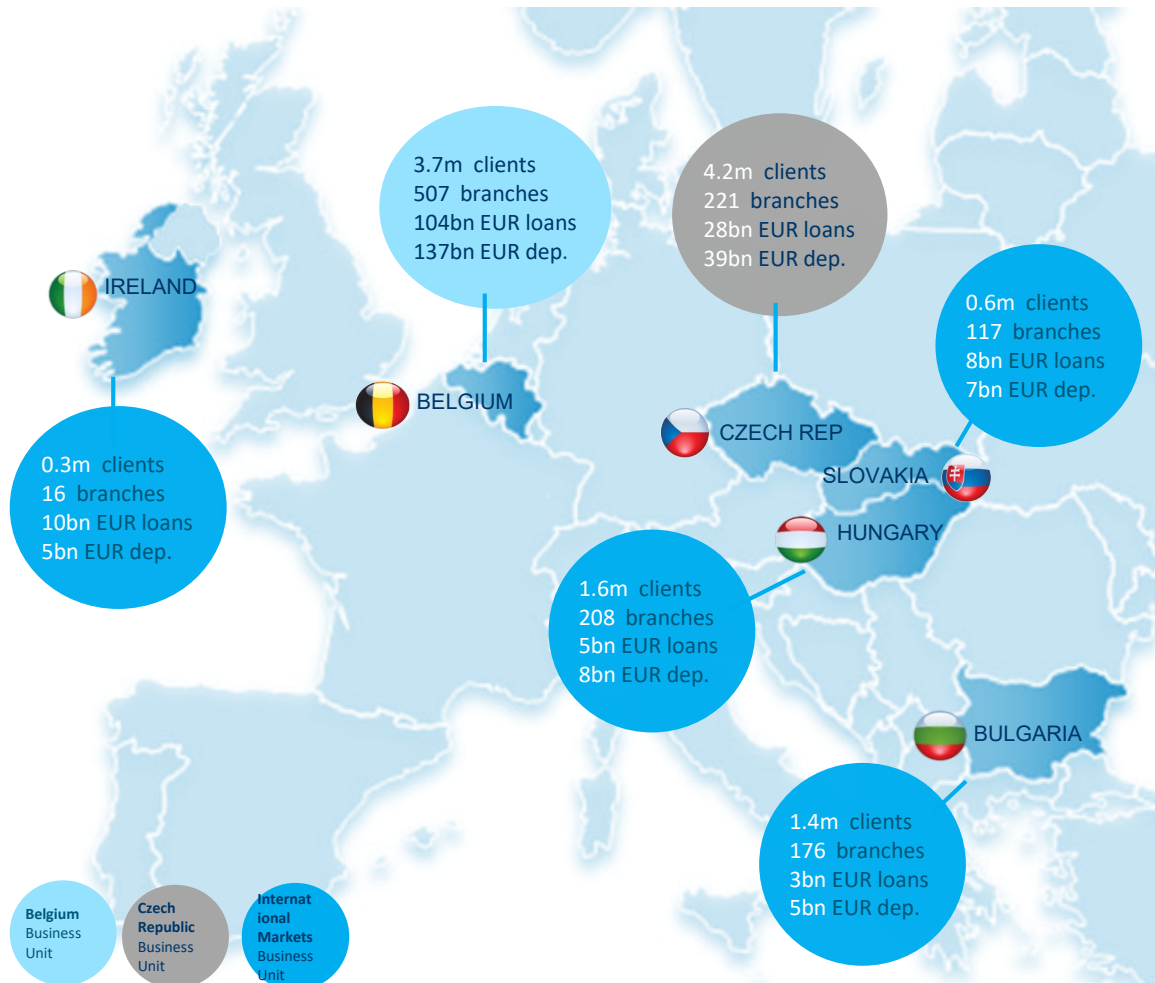 3.7m clients
507 branches
104bn EUR loans
137bn EUR dep.
4.2m clients
221 branches
28bn EUR loans
39bn EUR dep.
IRELAND
0.6m clients
117 branches
8bn EUR loans
7bn EUR dep.
BELGIUM
CZECH REP
SLOVAKIA
0.3m clients
16 branches
10bn EUR loans
5bn EUR dep.
HUNGARY
1.6m clients
208 branches
5bn EUR loans
8bn EUR dep.
BULGARIA
1.4m clients
176 branches
3bn EUR loans
5bn EUR dep.
Belgium
Business
Unit
Czech
Republic
Business
Unit
Internat
ional
Markets
Business
Unit